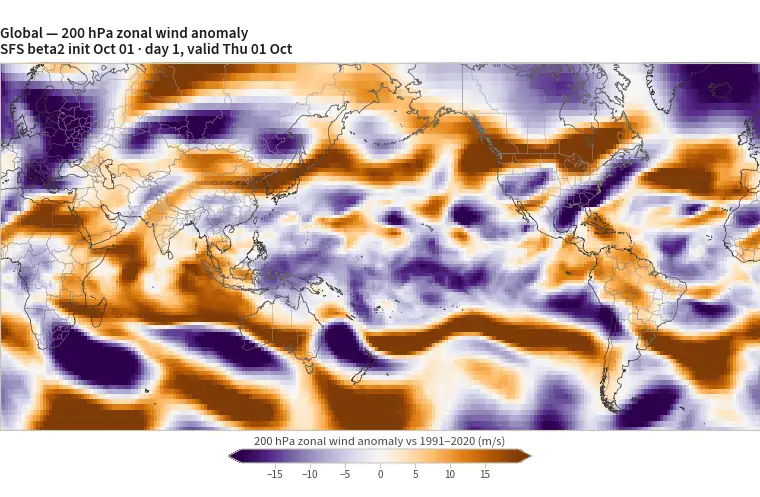 Global — 200 hPa zonal wind anomaly
SFS beta2 init Oct 01 · day 1, valid Thu 01 Oct
200 hPa zonal wind anomaly vs 1991–2020 (m/s)
−15 −10 −5 0 5 10 15